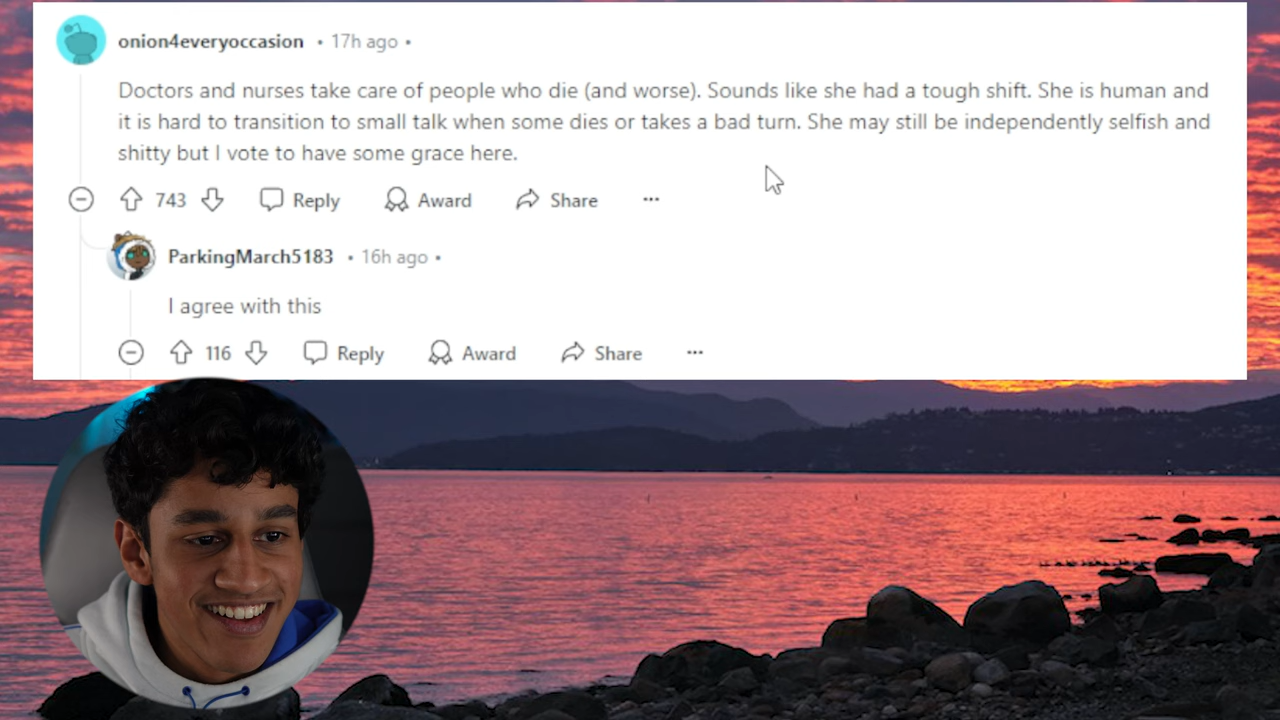 onion4everyoccasion • 17h ago •
Doctors and nurses take care of people who die (and worse). Sounds like she had a tough shift. She is human and
it is hard to transition to small talk when some dies or takes a bad turn. She may still be independently selfish and
shitty but I vote to have some grace here.
743 Reply Award Share ...
ParkingMarch5183 • 16h ago •
I agree with this
116 Reply Award Share ...